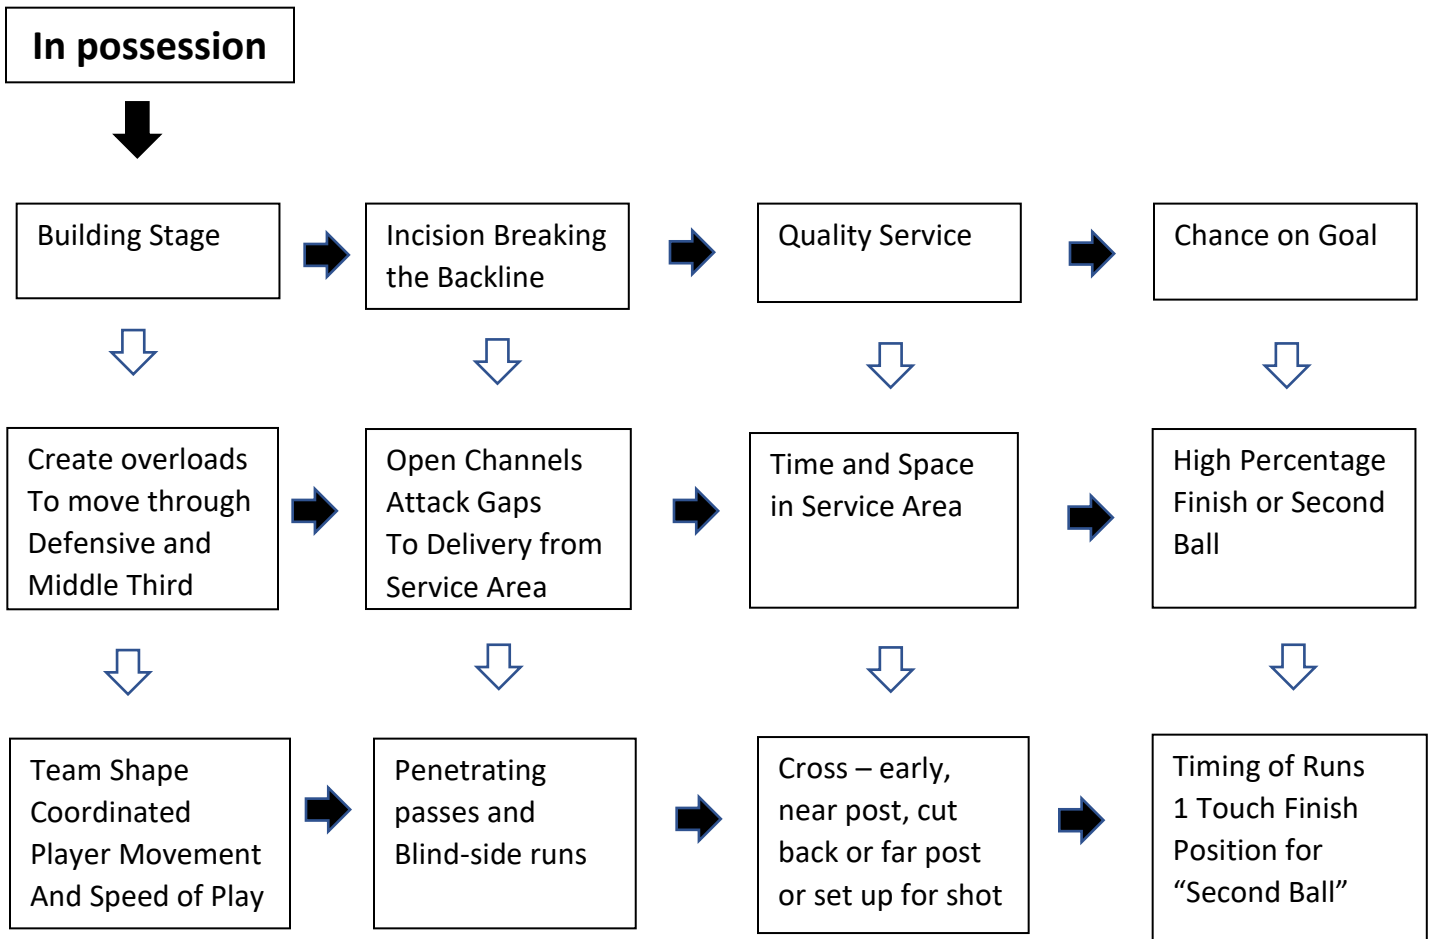 In possession
Building Stage
Incision Breaking
the Backline
Quality Service
Chance on Goal
Create overloads
To move through
Defensive and
Middle Third
Open Channels
Attack Gaps
To Delivery from
Service Area
Time and Space
in Service Area
High Percentage
Finish or Second
Ball
Team Shape
Coordinated
Player Movement
And Speed of Play
Penetrating
passes and
Blind-side runs
Cross – early,
near post, cut
back or far post
or set up for shot
Timing of Runs
1 Touch Finish
Position for
“Second Ball”